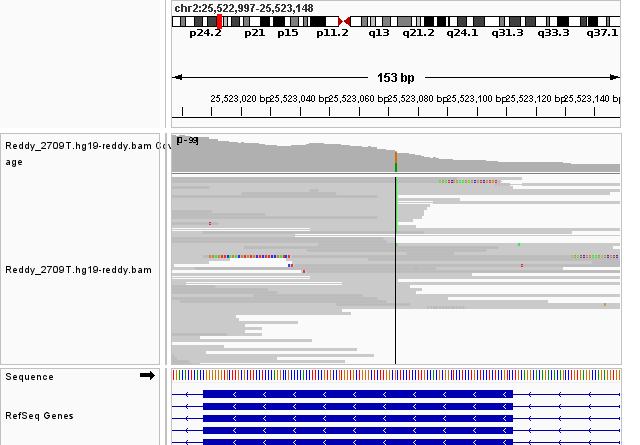 chr2:25,522,997-25,523,148
p24.2 p21 p15 p11.2 q13 q21.2 q24.1 q31.3 q33.3 q37.1
153 bp
25,523,020 bp 25,523,040 bp 25,523,060 bp 25,523,080 bp 25,523,100 bp 25,523,120 bp 25,523,140 bp
[0-99]
Reddy_2709T.hg19-reddy.bam Cov
age
Reddy_2709T.hg19-reddy.bam
Sequence
RefSeq Genes